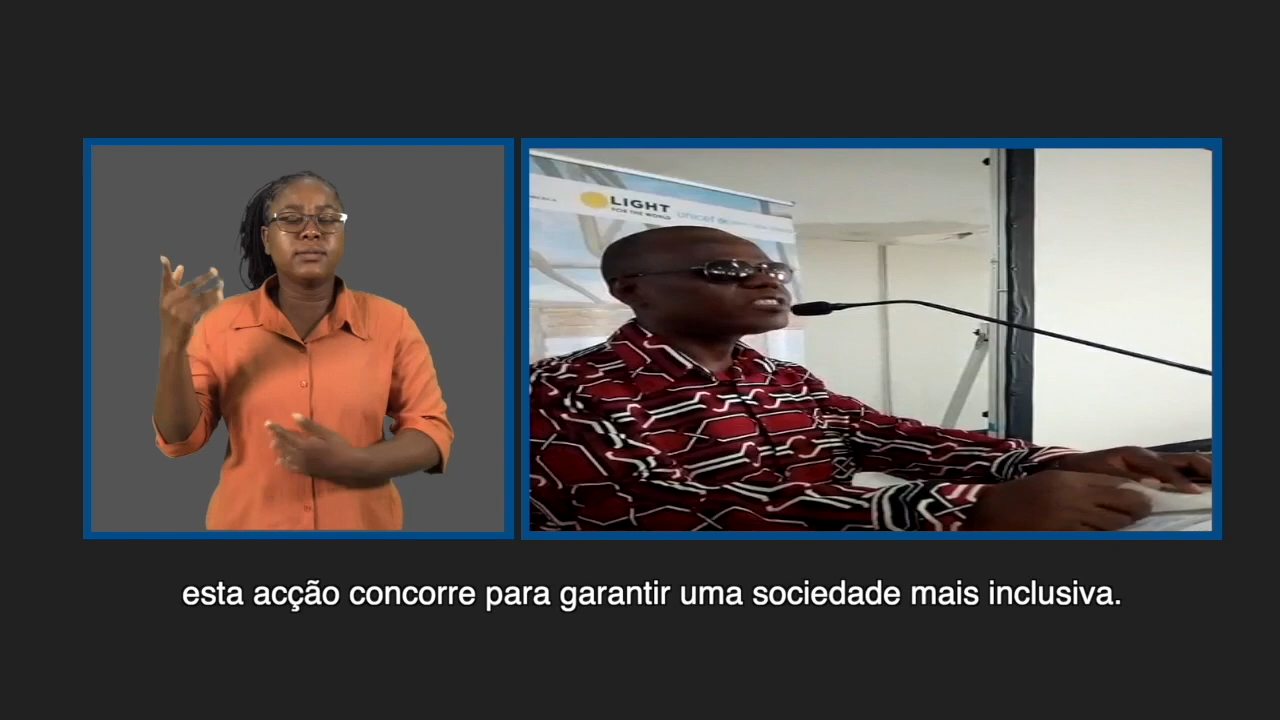 LIGHT
FOR THE WORLD
unicef
esta acção concorre para garantir uma sociedade mais inclusiva.